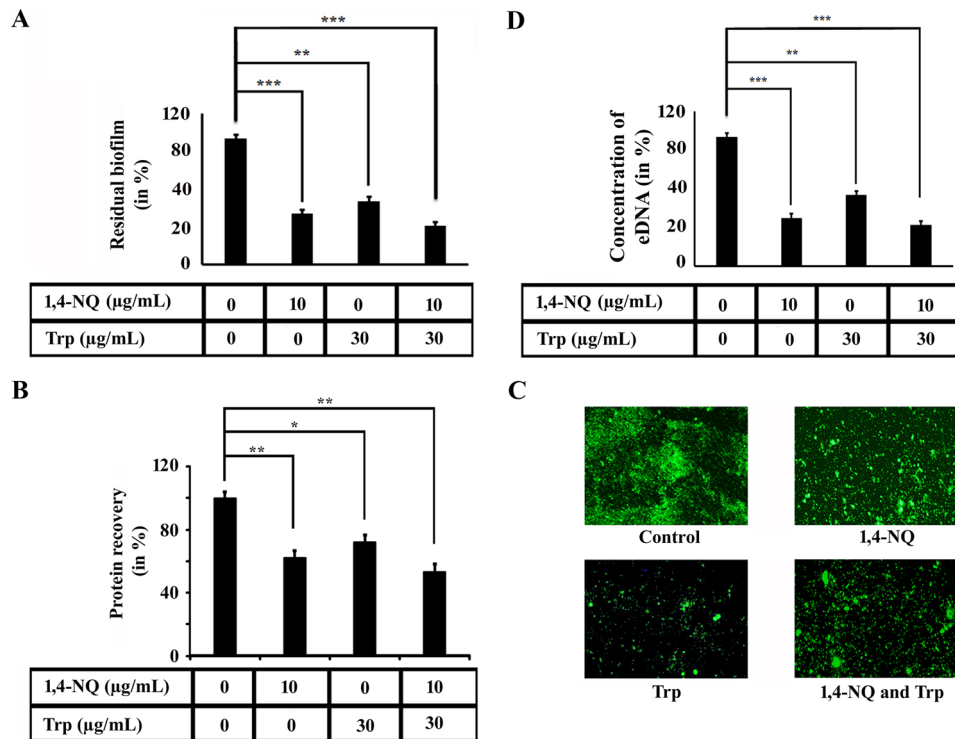 A
***
**
***
120
80
40
20
0
Residual biofilm
(in %)
1,4-NQ (µg/mL) 0 10 0 10
Trp (µg/mL) 0 0 30 30
D
***
**
***
120
80
40
20
0
Concentration of
eDNA (in %)
1,4-NQ (µg/mL) 0 10 0 10
Trp (µg/mL) 0 0 30 30
B
**
*
**
120
80
40
0
Protein recovery
(in %)
1,4-NQ (µg/mL) 0 10 0 10
Trp (µg/mL) 0 0 30 30
C
Control
1,4-NQ
Trp
1,4-NQ and Trp